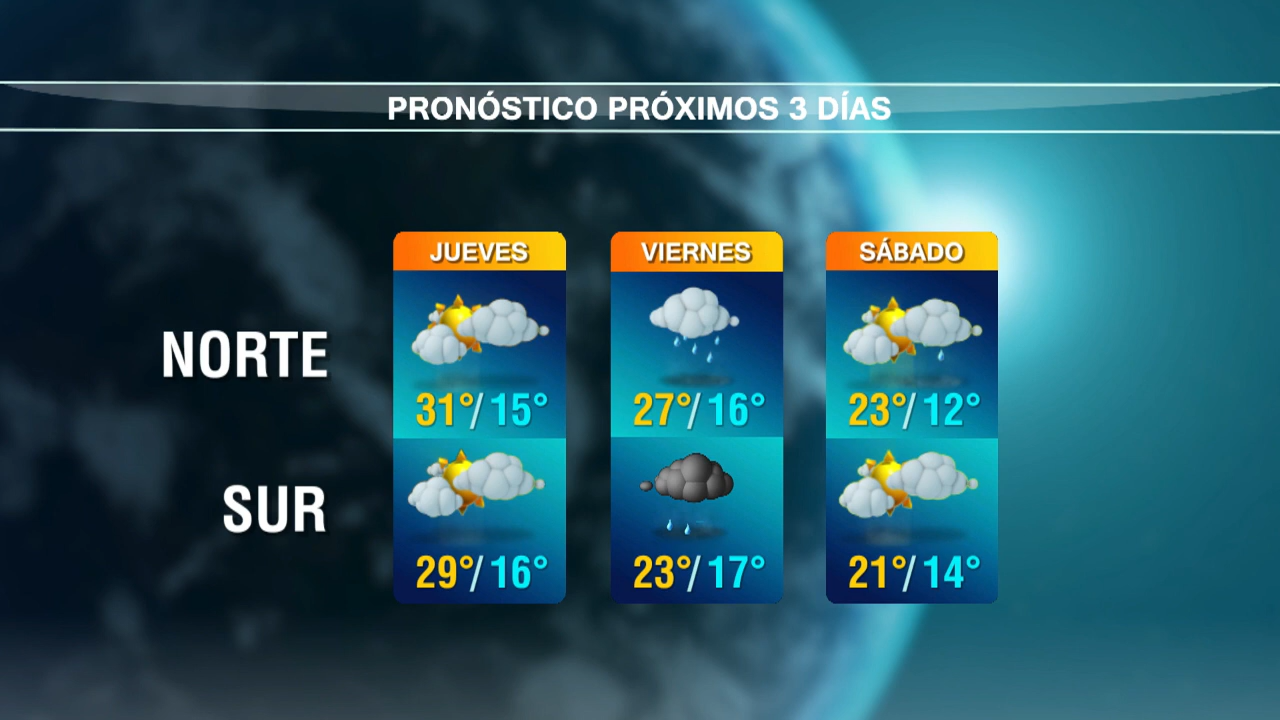 PRONÓSTICO PRÓXIMOS 3 DÍAS
JUEVES VIERNES SÁBADO
NORTE 31°/15° 27°/16° 23°/12°
SUR 29°/16° 23°/17° 21°/14°